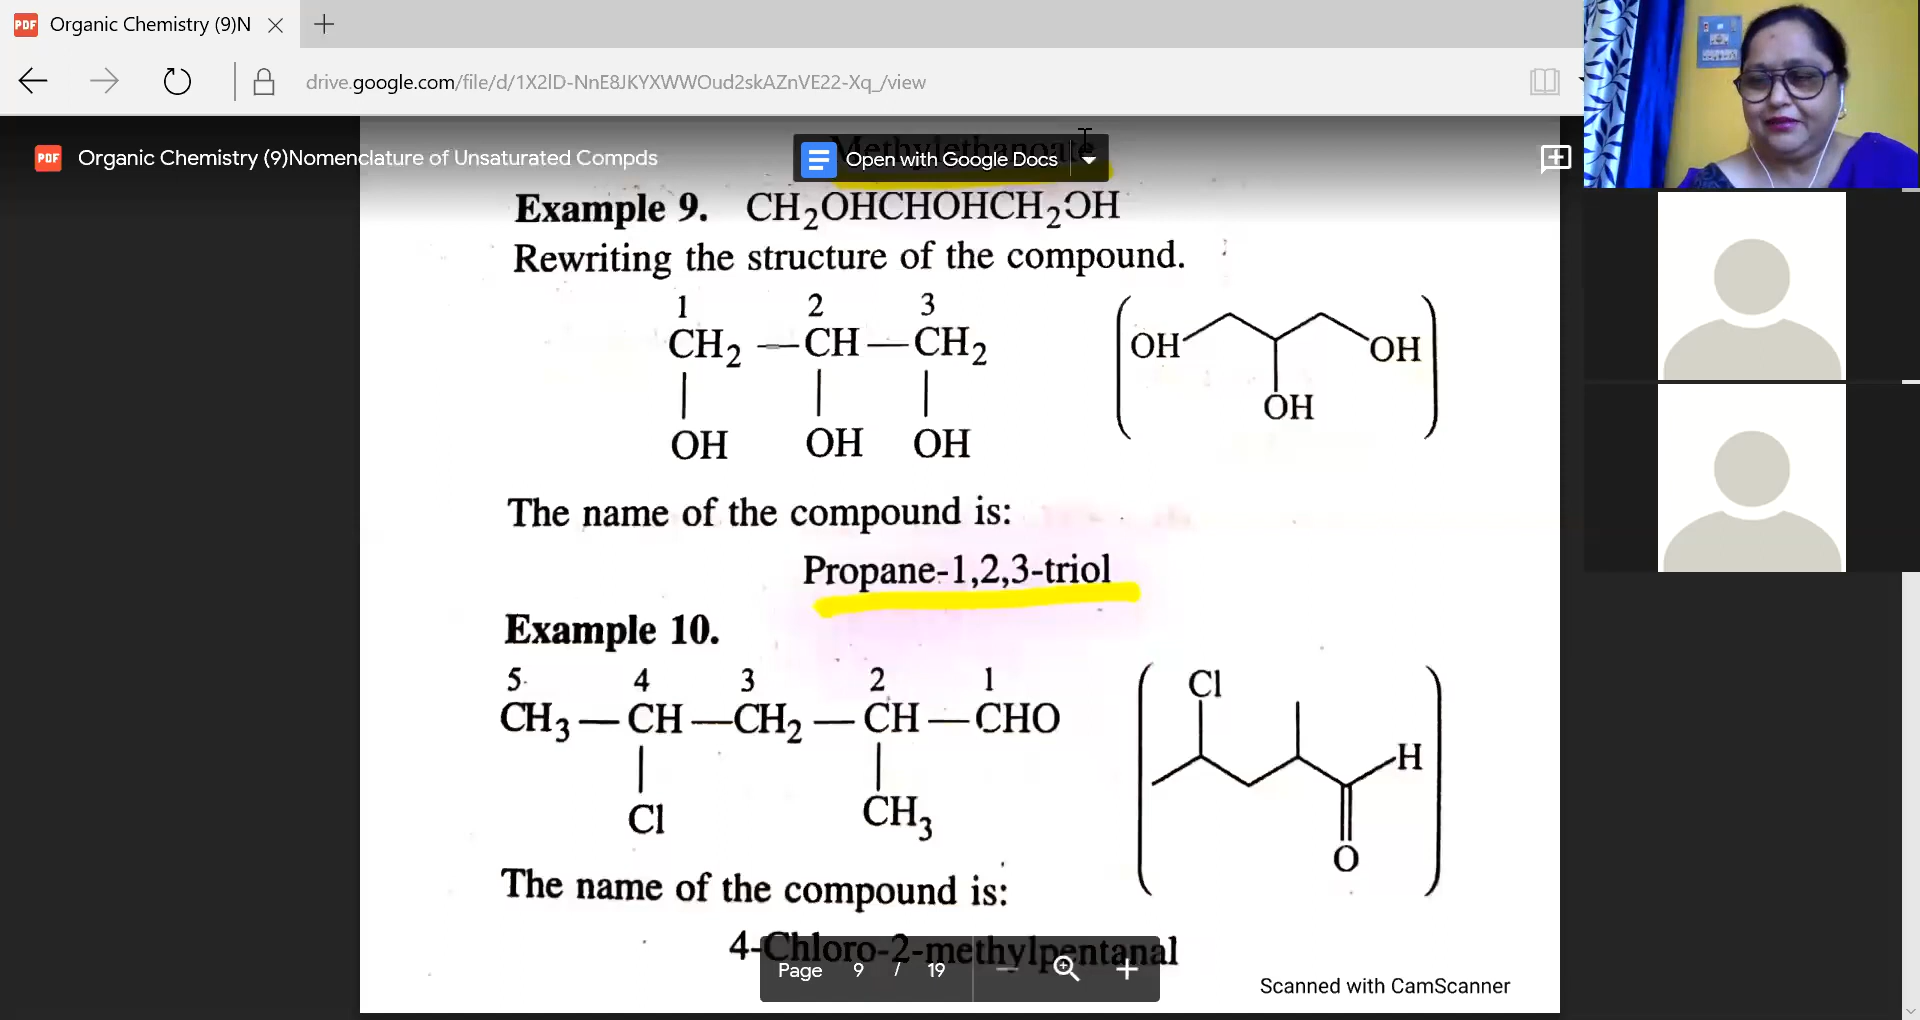 Organic Chemistry (9)N
drive.google.com/file/d/1X2lD-NnE8JKYXWWOud2skAZnVE22-Xq_/view
PDF Organic Chemistry (9)Nomenclature of Unsaturated Compds
Methylethanoate
Open with Google Docs
Example 9. CH₂OHCHOHCH₂OH
Rewriting the structure of the compound.
1 2 3
CH₂ — CH — CH₂
OH OH OH
OH OH
OH
The name of the compound is:
Propane-1,2,3-triol
Example 10.
5 4 3 2 1
CH₃ — CH — CH₂ — CH — CHO
Cl CH₃
Cl
H
O
The name of the compound is:
4-Chloro-2-methylpentanal
Page 9 / 19
Scanned with CamScanner